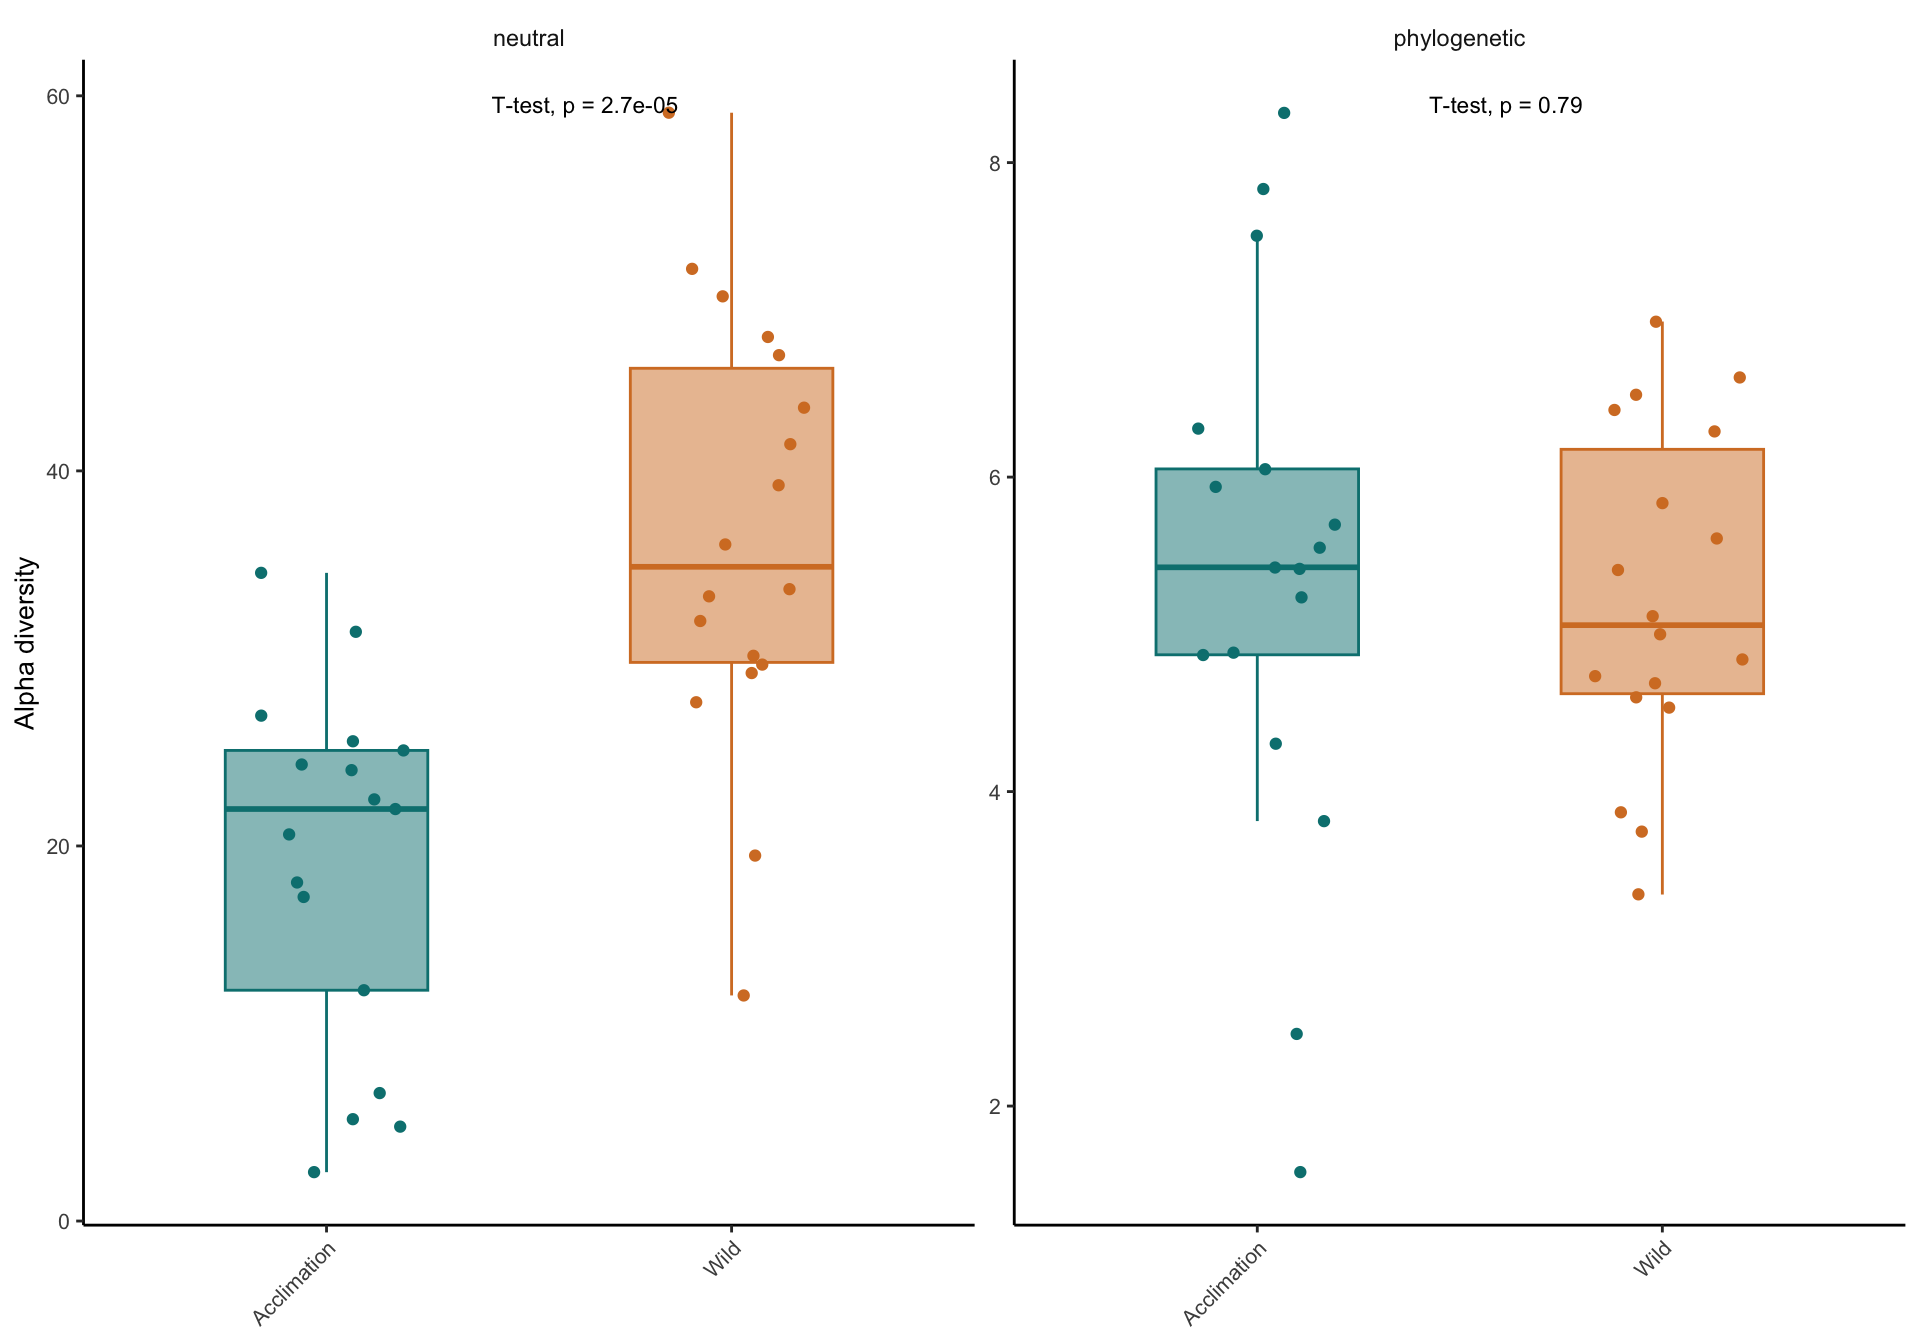 neutral
phylogenetic
T-test, p = 2.7e-05
T-test, p = 0.79
Alpha diversity
60
40
20
0
8
6
4
2
Acclimation
Wild
Acclimation
Wild